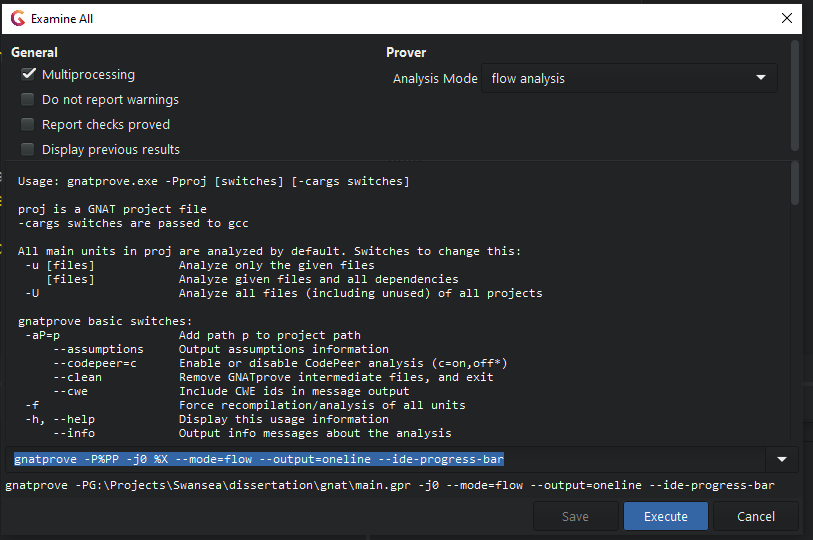 Examine All
General
Prover
Multiprocessing
Analysis Mode flow analysis
Do not report warnings
Report checks proved
Display previous results
Usage: gnatprove.exe -Pproj [switches] [-cargs switches]
proj is a GNAT project file
-cargs switches are passed to gcc
All main units in proj are analyzed by default. Switches to change this:
-u [files] Analyze only the given files
[files] Analyze given files and all dependencies
-U Analyze all files (including unused) of all projects
gnatprove basic switches:
-aP=p Add path p to project path
--assumptions Output assumptions information
--codepeer=c Enable or disable CodePeer analysis (c=on,off*)
--clean Remove GNATprove intermediate files, and exit
--cwe Include CWE ids in message output
-f Force recompilation/analysis of all units
-h, --help Display this usage information
--info Output info messages about the analysis
gnatprove -P%PP -j0 %X --mode=flow --output=oneline --ide-progress-bar
gnatprove -PG:\Projects\Swansea\dissertation\gnat\main.gpr -j0 --mode=flow --output=oneline --ide-progress-bar
Save Execute Cancel